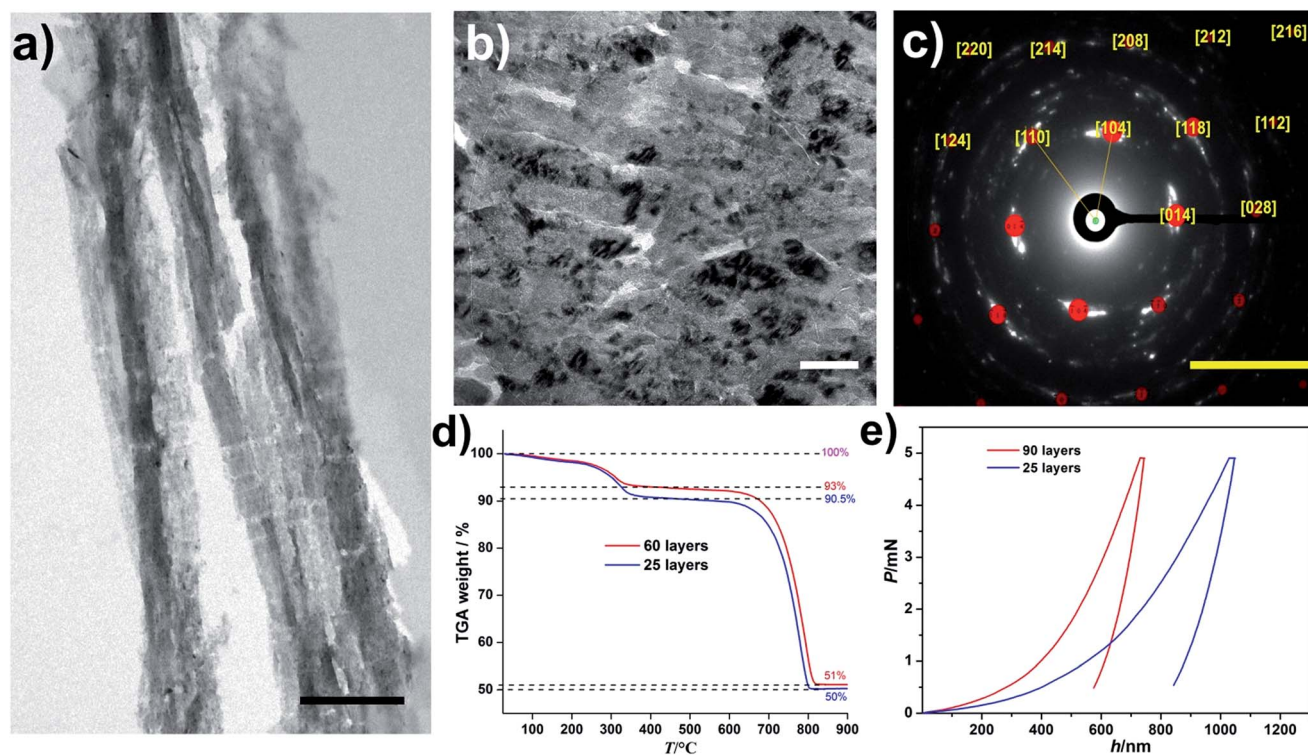 a)
b)
c)
[220]
[214]
[208]
[212]
[216]
[124]
[110]
[104]
[118]
[112]
[014]
[028]
d)
100
90
80
70
60
50
TGA weight / %
100%
93%
90.5%
51%
50%
60 layers
25 layers
100 200 300 400 500 600 700 800 900
T/°C
e)
5
4
3
2
1
0
P/mN
90 layers
25 layers
200 400 600 800 1000 1200
h/nm